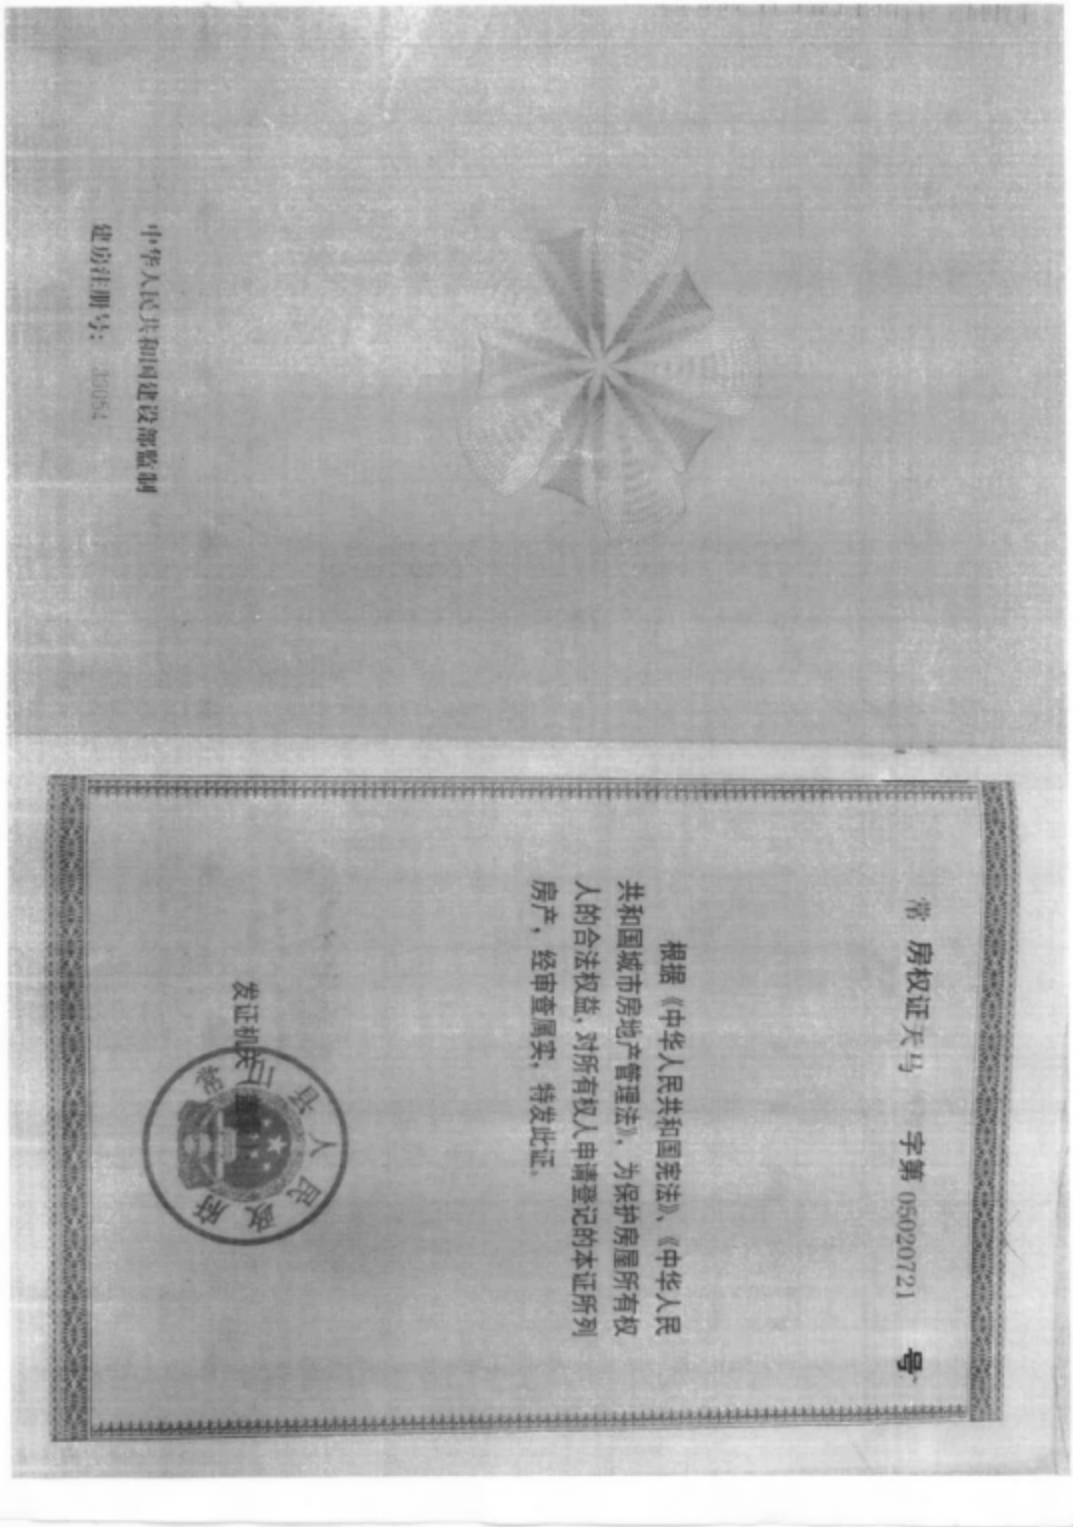 中华人民共和国建设部监制
建房注册号：33054
常 房权证 天马 字第 05020721 号
根据《中华人民共和国宪法》、《中华人民
共和国城市房地产管理法》，为保护房屋所有权
人的合法权益，对所有权人申请登记的本证所列
房产，经审查属实，特发此证。
发证机关
常山县人民政府